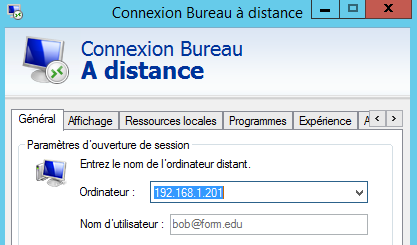 Connexion Bureau à distance
Connexion Bureau
A distance
Général Affichage Ressources locales Programmes Expérience
Paramètres d'ouverture de session
Entrez le nom de l'ordinateur distant.
Ordinateur : 192.168.1.201
Nom d'utilisateur : bob@form.edu